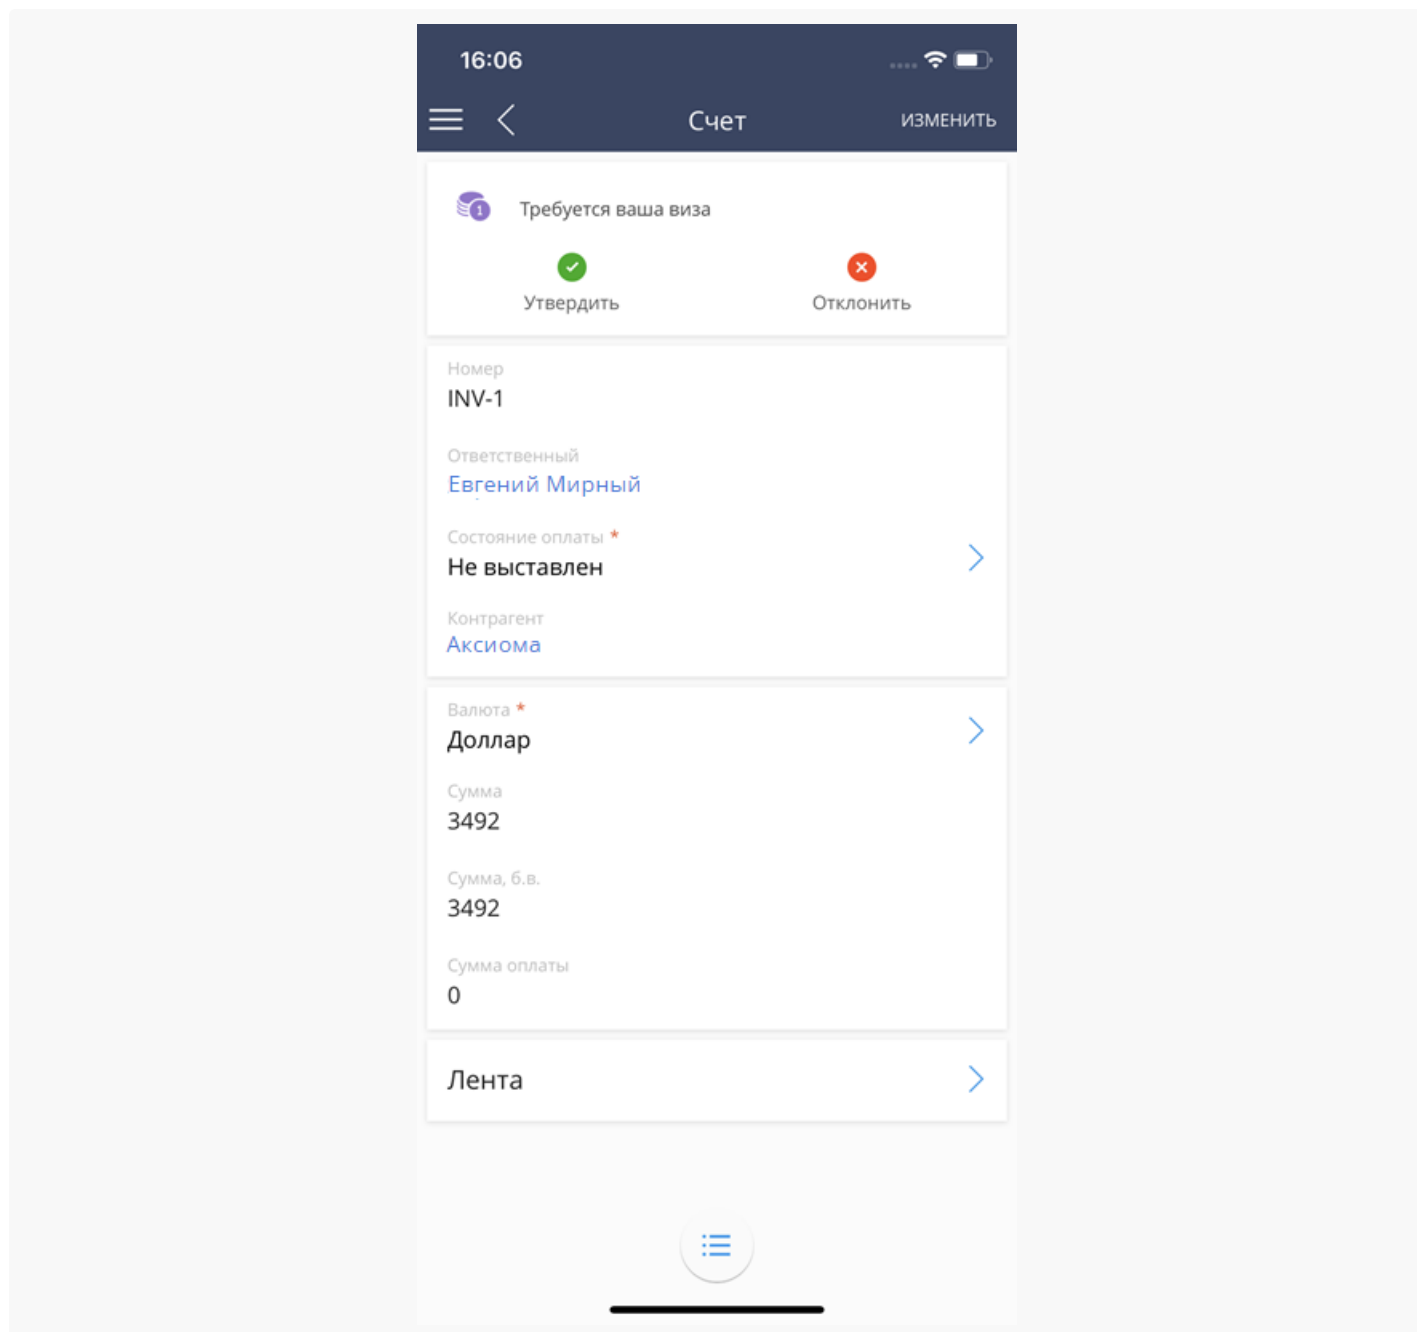 16:06
Счет
ИЗМЕНИТЬ
1
Требуется ваша виза
Утвердить
Отклонить
Номер
INV-1
Ответственный
Евгений Мирный
Состояние оплаты *
Не выставлен
Контрагент
Аксиома
Валюта *
Доллар
Сумма
3492
Сумма, б.в.
3492
Сумма оплаты
0
Лента